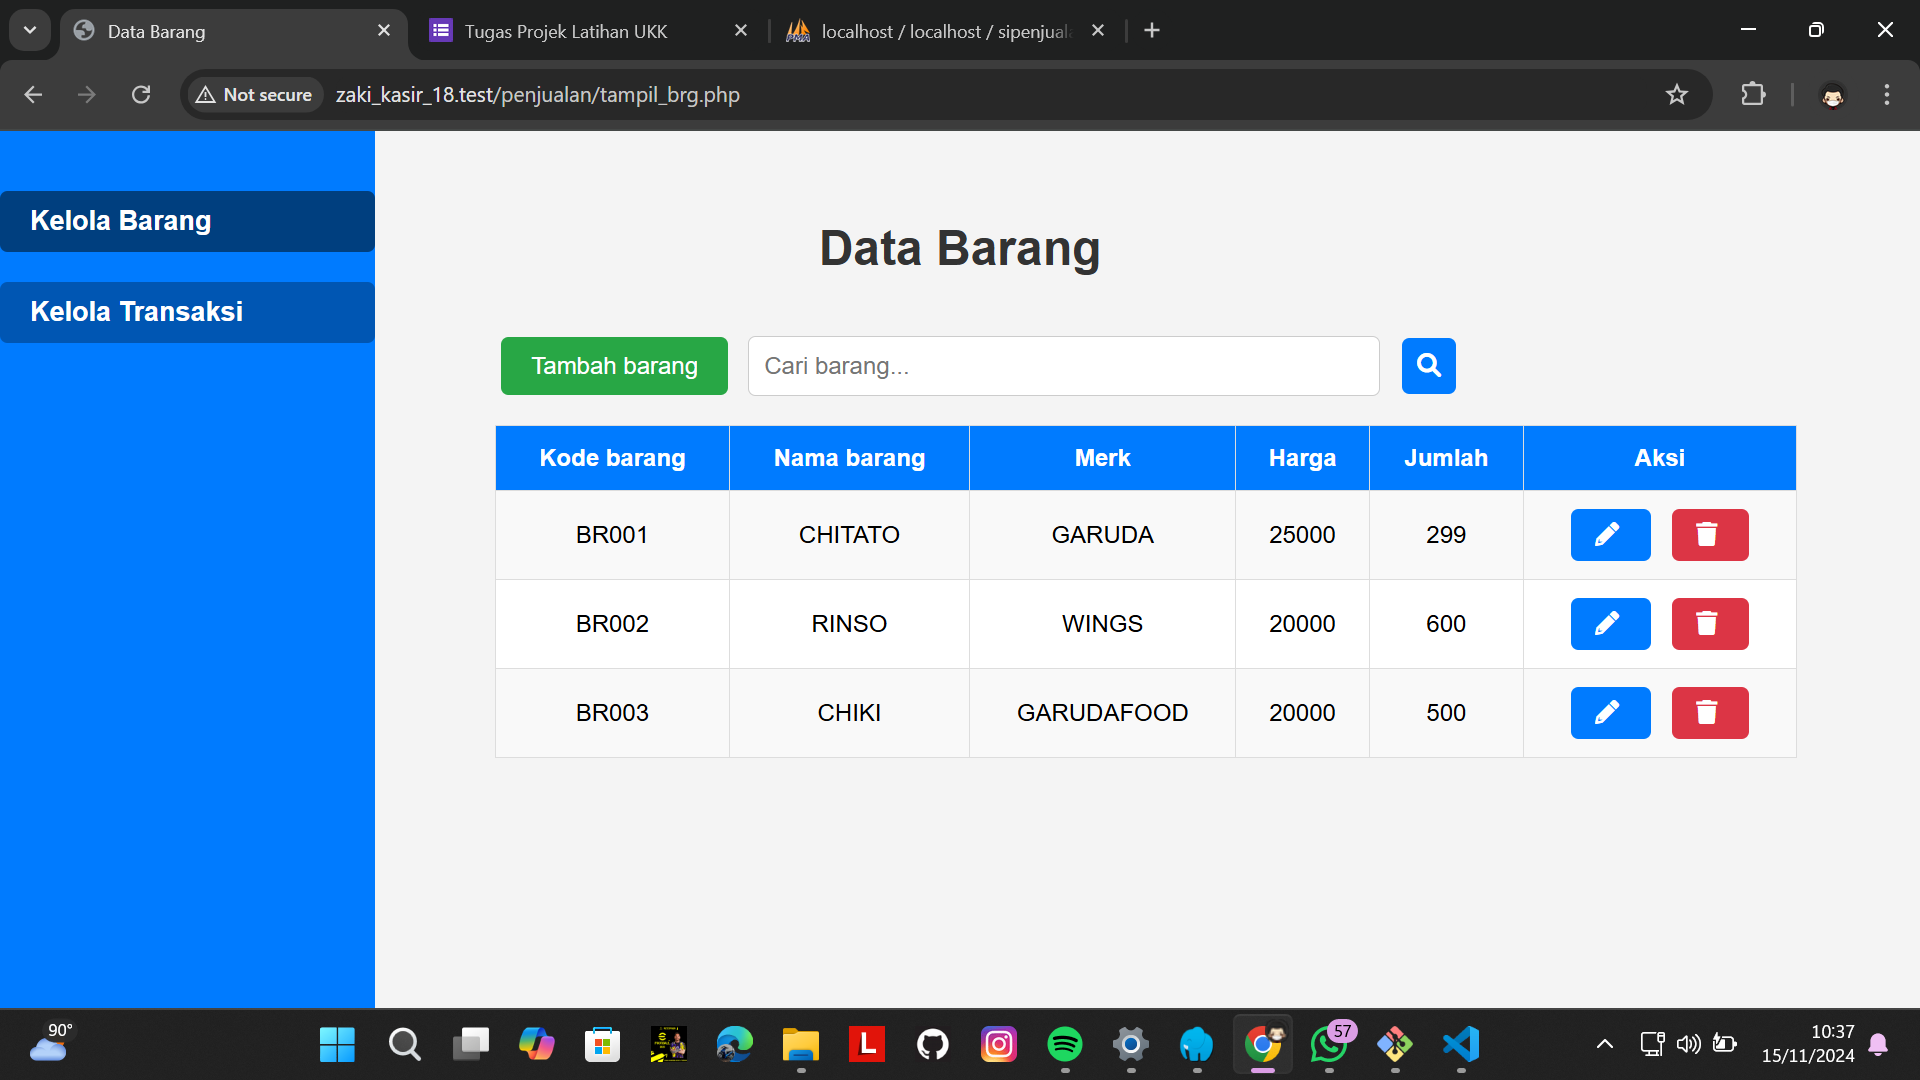 Data Barang
Tugas Projek Latihan UKK
localhost / localhost / sipenjual
Not secure
zaki_kasir_18.test/penjualan/tampil_brg.php
Kelola Barang
Kelola Transaksi
Data Barang
Tambah barang
Cari barang...
Kode barang Nama barang Merk Harga Jumlah Aksi
BR001 CHITATO GARUDA 25000 299
BR002 RINSO WINGS 20000 600
BR003 CHIKI GARUDAFOOD 20000 500
90°
L
57
10:37
15/11/2024